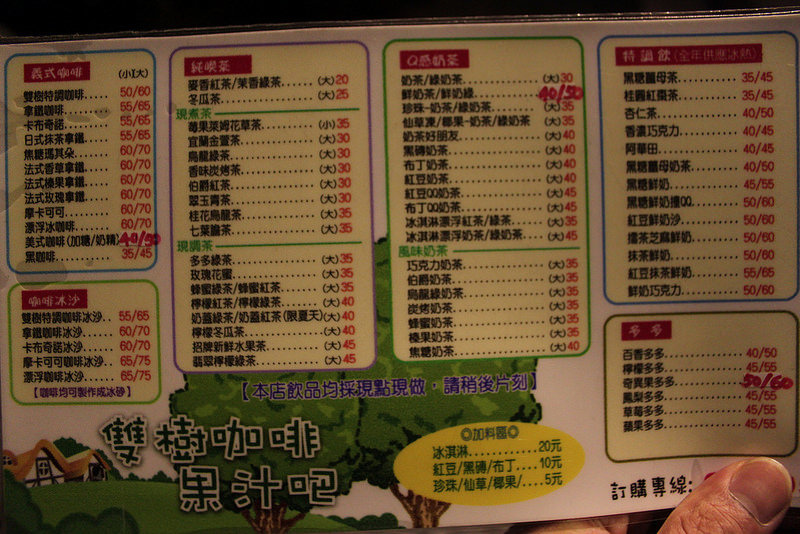 義式咖啡 (小/大)
雙樹特調咖啡..... 50/60
拿鐵咖啡........ 55/65
卡布奇諾........ 55/65
日式抹茶拿鐵.... 55/65
焦糖瑪其朵...... 60/70
法式香草拿鐵.... 60/70
法式榛果拿鐵.... 60/70
法式玫瑰拿鐵.... 60/70
摩卡可可........ 60/70
漂浮冰咖啡...... 60/70
美式咖啡(加糖/奶精) 40/50
黑咖啡.......... 35/45
咖啡冰沙
雙樹特調咖啡冰沙.. 55/65
拿鐵咖啡冰沙...... 60/70
卡布奇諾冰沙...... 60/70
摩卡可可咖啡冰沙.. 65/75
漂浮咖啡冰沙...... 65/75
【咖啡均可製作成冰砂】
純喫茶
麥香紅茶/茉香綠茶......(大)20
冬瓜茶................(大)25
現煮茶
莓果萊姆花草茶........(小)35
宜蘭金萱茶............(大)30
烏龍綠茶..............(大)30
香味炭烤茶............(大)30
伯爵紅茶..............(大)30
翠玉青茶..............(大)30
桂花烏龍茶............(大)35
七葉膽茶..............(大)35
現調茶
多多綠茶..............(大)35
玫瑰花蜜..............(大)35
蜂蜜綠茶/蜂蜜紅茶......(大)35
檸檬紅茶/檸檬綠茶......(大)40
奶蓋綠茶/奶蓋紅茶(限夏天)(大)40
檸檬冬瓜茶............(大)40
招牌新鮮水果茶........(大)45
翡翠檸檬綠茶..........(大)45
Q感奶茶
奶茶/綠奶茶............(大)30
鮮奶茶/鮮奶綠 40/50
珍珠-奶茶/綠奶茶........(大)35
仙草凍/椰果-奶茶/綠奶茶 (大)35
奶茶好朋友............(大)40
黑磚奶茶..............(大)40
布丁奶茶..............(大)40
紅豆奶茶..............(大)40
紅豆QQ奶茶............(大)45
布丁QQ奶茶............(大)45
冰淇淋漂浮紅茶/綠茶....(大)35
冰淇淋漂浮奶茶/綠奶茶..(大)45
風味奶茶
巧克力奶茶............(大)35
伯爵奶茶..............(大)35
烏龍綠奶茶............(大)35
炭烤奶茶..............(大)35
蜂蜜奶茶..............(大)35
榛果奶茶..............(大)35
焦糖奶茶..............(大)40
特調飲(全年供應冰熱)
黑糖薑母茶........ 35/45
桂圓紅棗茶........ 35/45
杏仁茶............ 40/50
香濃巧克力........ 40/45
阿華田............ 40/45
黑糖薑母奶茶...... 40/50
黑糖鮮奶.......... 45/55
黑糖鮮奶擂QQ...... 50/60
紅豆鮮奶沙........ 50/60
擂茶芝麻鮮奶...... 50/60
抹茶鮮奶.......... 50/60
紅豆抹茶鮮奶...... 55/65
鮮奶巧克力........ 50/60
多多
百香多多.......... 40/50
檸檬多多.......... 45/55
奇異果多多........ 50/60
鳳梨多多.......... 45/55
草莓多多.......... 45/55
蘋果多多.......... 45/55
【本店飲品均採現點現做，請稍後片刻】
雙樹咖啡
果汁吧
◎加料區◎
冰淇淋..........20元
紅豆/黑磚/布丁....10元
珍珠/仙草/椰果/....5元
訂購專線: